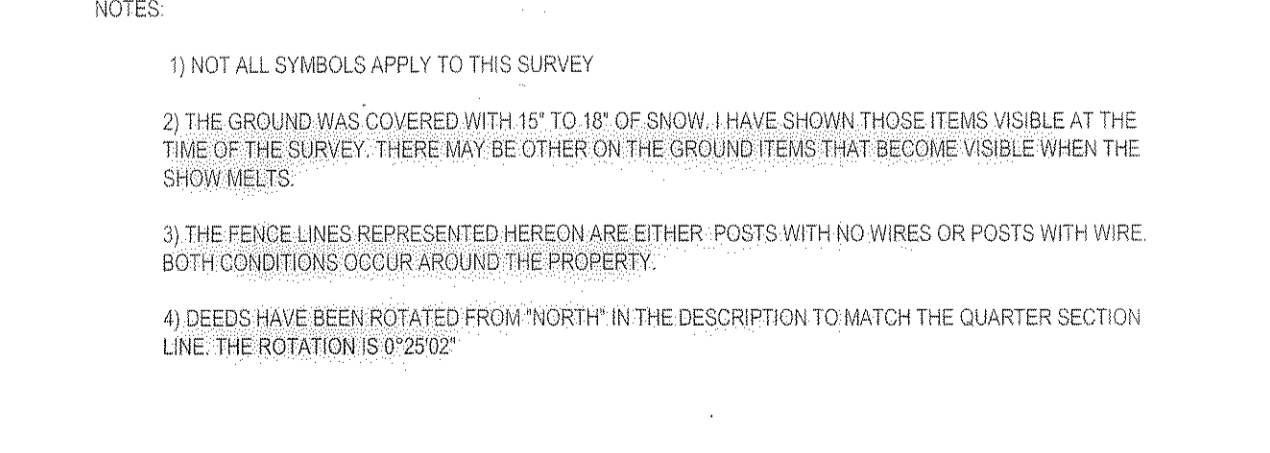 NOTES:
1) NOT ALL SYMBOLS APPLY TO THIS SURVEY
2) THE GROUND WAS COVERED WITH 15" TO 18" OF SNOW. I HAVE SHOWN THOSE ITEMS VISIBLE AT THE
TIME OF THE SURVEY. THERE MAY BE OTHER ON THE GROUND ITEMS THAT BECOME VISIBLE WHEN THE
SHOW MELTS.
3) THE FENCE LINES REPRESENTED HEREON ARE EITHER POSTS WITH NO WIRES OR POSTS WITH WIRE.
BOTH CONDITIONS OCCUR AROUND THE PROPERTY.
4) DEEDS HAVE BEEN ROTATED FROM "NORTH" IN THE DESCRIPTION TO MATCH THE QUARTER SECTION
LINE. THE ROTATION IS 0°25'02"